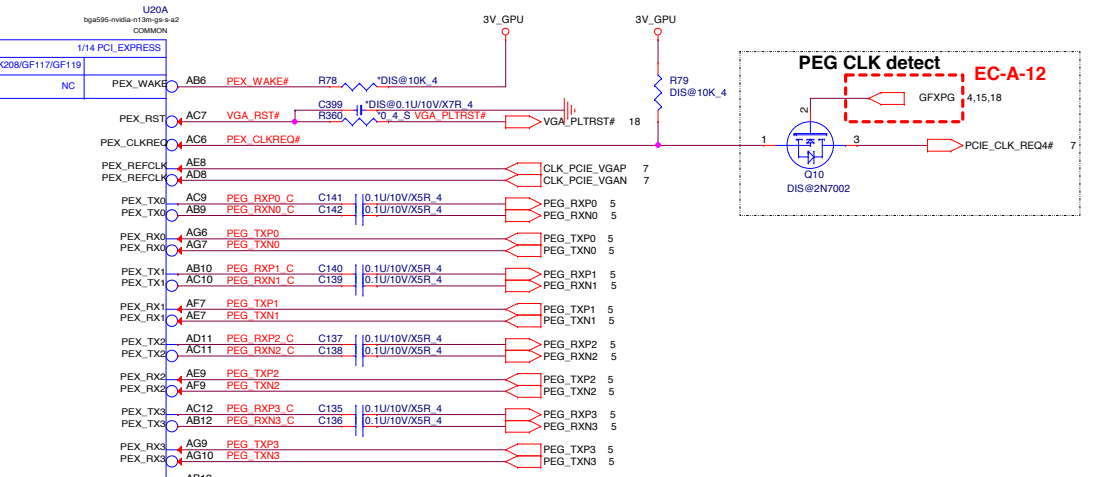 U20A
bga595-nvidia-n13m-gs-s-a2
COMMON
1/14 PCI_EXPRESS
K208/GF117/GF119
NC
3V_GPU
3V_GPU
PEX_WAKE AB6 PEX_WAKE# R78 *DIS@10K_4
R79
DIS@10K_4
C399 *DIS@0.1U/10V/X7R_4
PEX_RST AC7 VGA_RST# R360 *0_4_S VGA_PLTRST# VGA_PLTRST# 18
PEX_CLKREQ AC6 PEX_CLKREQ#
PEG CLK detect
EC-A-12
GFXPG 4,15,18
2
1
3
PCIE_CLK_REQ4# 7
Q10
DIS@2N7002
PEX_REFCLK AE8 CLK_PCIE_VGAP 7
PEX_REFCLK AD8 CLK_PCIE_VGAN 7
PEX_TX0 AC9 PEG_RXP0_C C141 0.1U/10V/X5R_4 PEG_RXP0 5
PEX_TX0 AB9 PEG_RXN0_C C142 0.1U/10V/X5R_4 PEG_RXN0 5
PEX_RX0 AG6 PEG_TXP0 PEG_TXP0 5
PEX_RX0 AG7 PEG_TXN0 PEG_TXN0 5
PEX_TX1 AB10 PEG_RXP1_C C140 0.1U/10V/X5R_4 PEG_RXP1 5
PEX_TX1 AC10 PEG_RXN1_C C139 0.1U/10V/X5R_4 PEG_RXN1 5
PEX_RX1 AF7 PEG_TXP1 PEG_TXP1 5
PEX_RX1 AE7 PEG_TXN1 PEG_TXN1 5
PEX_TX2 AD11 PEG_RXP2_C C137 0.1U/10V/X5R_4 PEG_RXP2 5
PEX_TX2 AC11 PEG_RXN2_C C138 0.1U/10V/X5R_4 PEG_RXN2 5
PEX_RX2 AE9 PEG_TXP2 PEG_TXP2 5
PEX_RX2 AF9 PEG_TXN2 PEG_TXN2 5
PEX_TX3 AC12 PEG_RXP3_C C135 0.1U/10V/X5R_4 PEG_RXP3 5
PEX_TX3 AB12 PEG_RXN3_C C136 0.1U/10V/X5R_4 PEG_RXN3 5
PEX_RX3 AG9 PEG_TXP3 PEG_TXP3 5
PEX_RX3 AG10 PEG_TXN3 PEG_TXN3 5